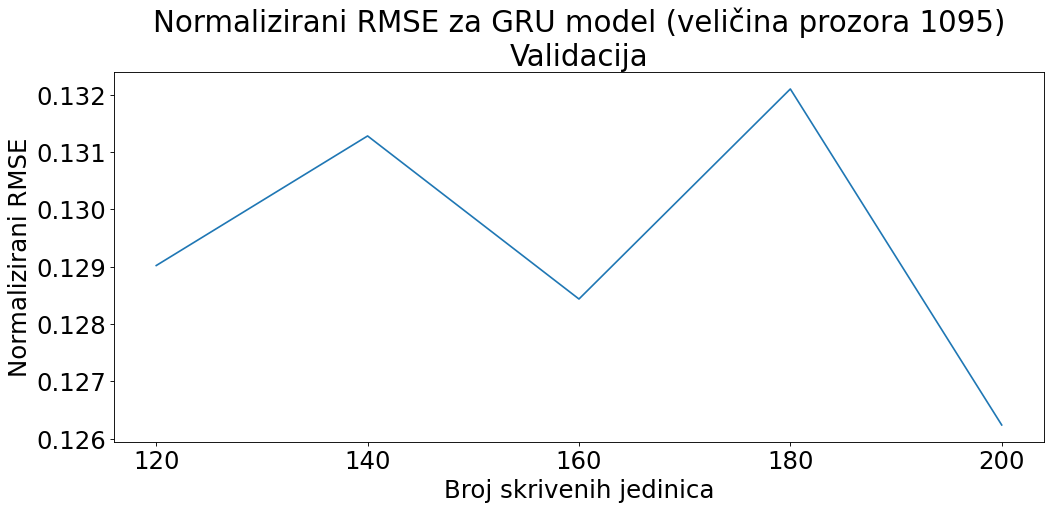 Normalizirani RMSE za GRU model (veličina prozora 1095)
Validacija
Normalizirani RMSE
0.132
0.131
0.130
0.129
0.128
0.127
0.126
120 140 160 180 200
Broj skrivenih jedinica